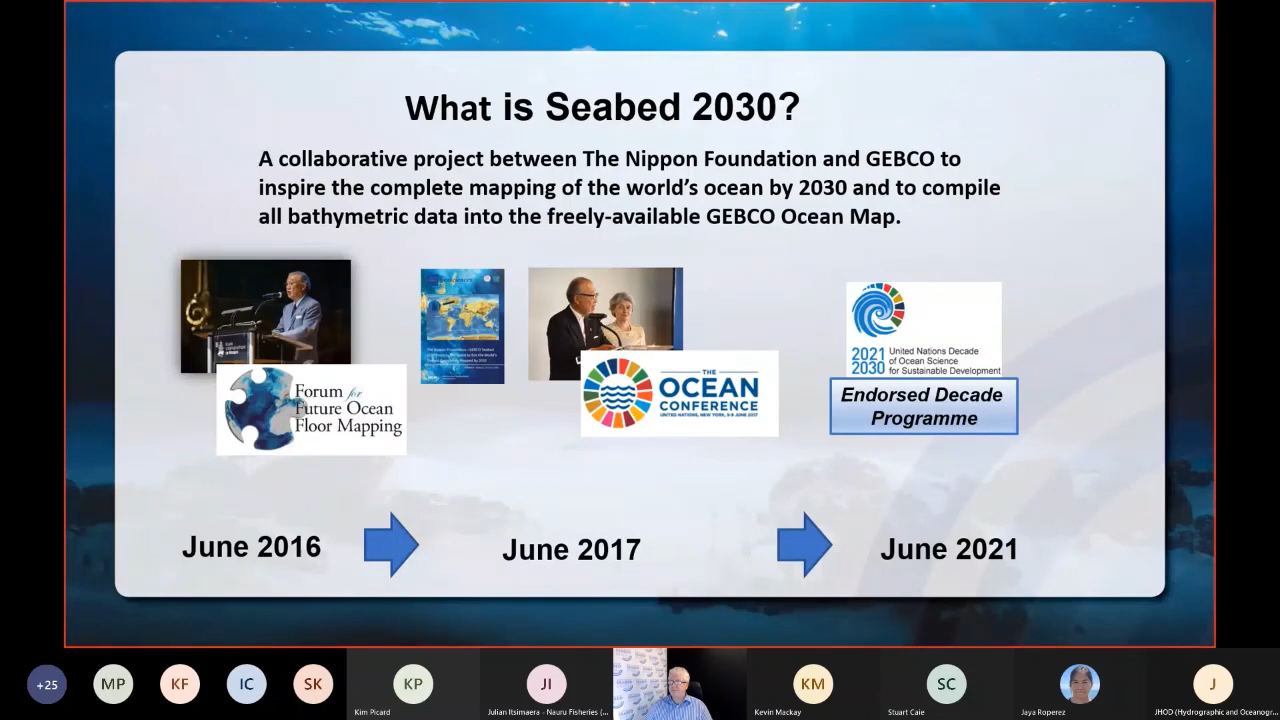 What is Seabed 2030?
A collaborative project between The Nippon Foundation and GEBCO to
inspire the complete mapping of the world's ocean by 2030 and to compile
all bathymetric data into the freely-available GEBCO Ocean Map.
Forum for
Future Ocean
Floor Mapping
THE
OCEAN
CONFERENCE
UNITED NATIONS, NEW YORK, 5-9 JUNE 2017
2021
2030
United Nations Decade
of Ocean Science
for Sustainable Development
Endorsed Decade
Programme
June 2016
June 2017
June 2021
+25
MP
KF
IC
SK
KP
Kim Picard
JI
Julian Itsimaera - Nauru Fisheries (...
KM
Kevin Mackay
SC
Stuart Caie
Jaya Roperez
J
JHOD (Hydrographic and Oceanogr...